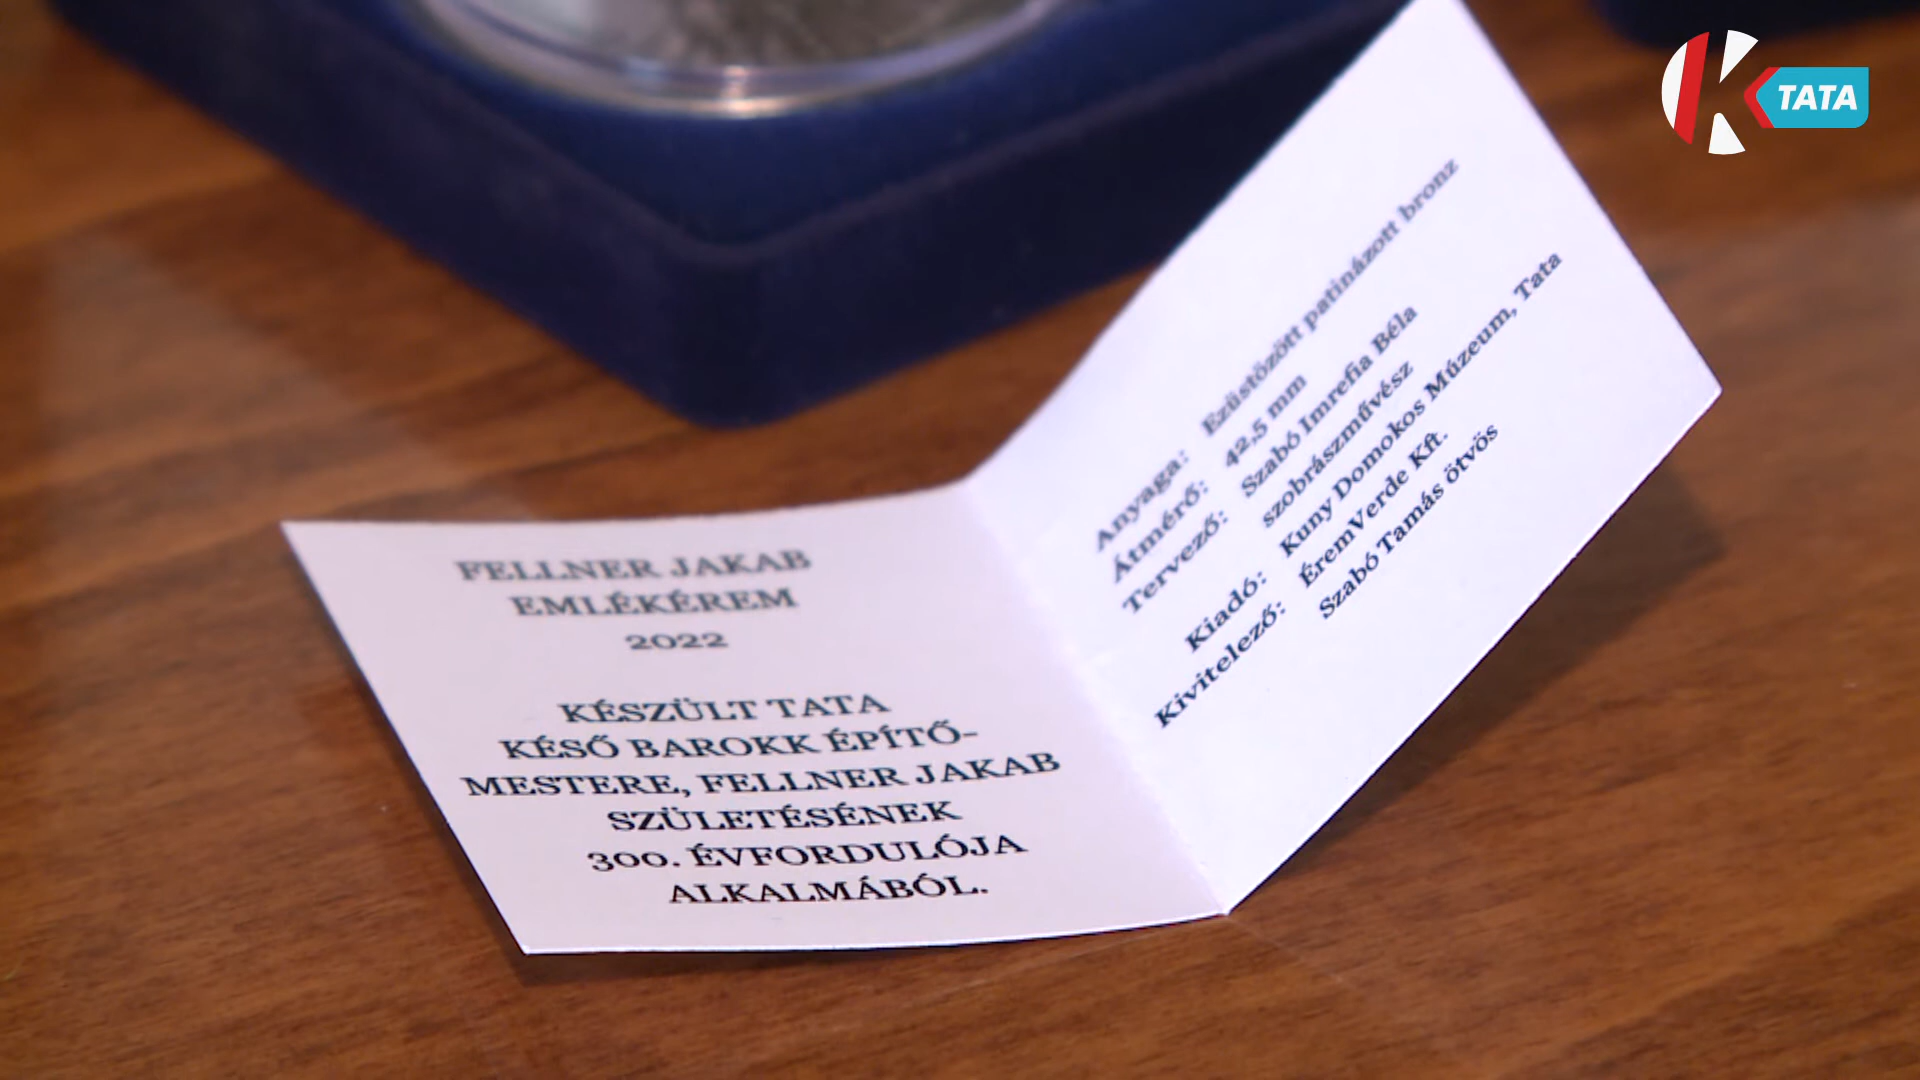 FELLNER JAKAB
EMLÉKÉREM
2022
KÉSZÜLT TATA
KÉSŐ BAROKK ÉPÍTŐ-
MESTERE, FELLNER JAKAB
SZÜLETÉSÉNEK
300. ÉVFORDULÓJA
ALKALMÁBÓL.
Anyaga: Ezüstözött patinázott bronz
Átmérő: 42,5 mm
Tervező: Szabó Imrefia Béla
szobrászművész
Kiadó: Kuny Domokos Múzeum, Tata
Kivitelező: ÉremVerde Kft.
Szabó Tamás ötvös
K TATA